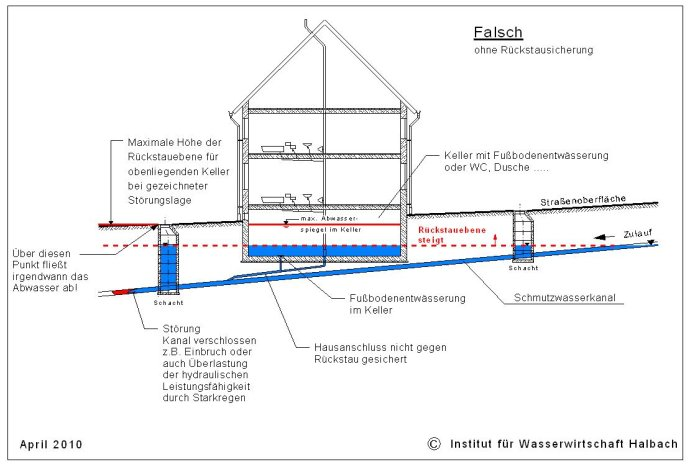 Falsch
ohne Rückstausicherung
Maximale Höhe der
Rückstauebene für
obenliegenden Keller
bei gezeichneter
Störungslage
Keller mit Fußbodenentwässerung
oder WC, Dusche .....
Straßenoberfläche
max. Abwasser-
spiegel im Keller
Rückstauebene
steigt
Zulauf
Über diesen
Punkt fließt
irgendwann das
Abwasser ab!
Schacht
Schacht
Fußbodenentwässerung
im Keller
Schmutzwasserkanal
Störung
Kanal verschlossen
z.B. Einbruch oder
auch Überlastung
der hydraulischen
Leistungsfähigkeit
durch Starkregen
Hausanschluss nicht gegen
Rückstau gesichert
April 2010
© Institut für Wasserwirtschaft Halbach